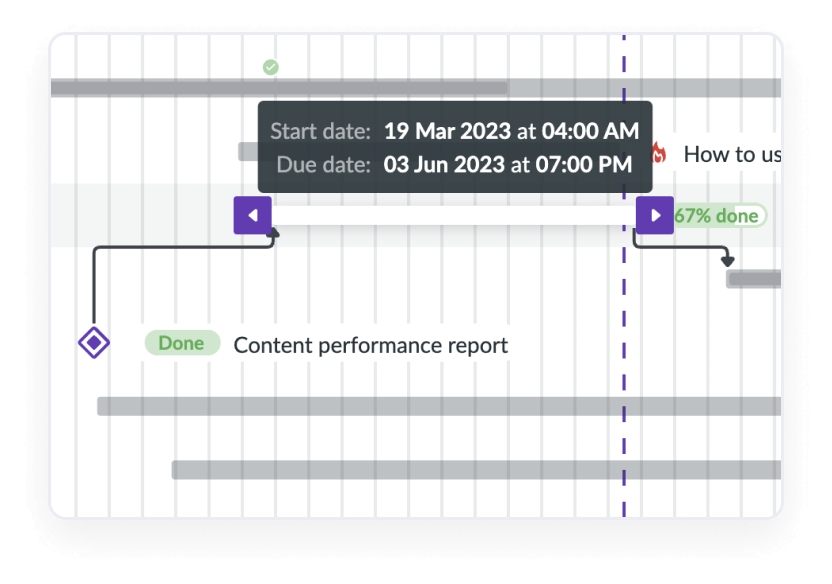 Start date: 19 Mar 2023 at 04:00 AM
Due date: 03 Jun 2023 at 07:00 PM
How to us
67% done
Done Content performance report